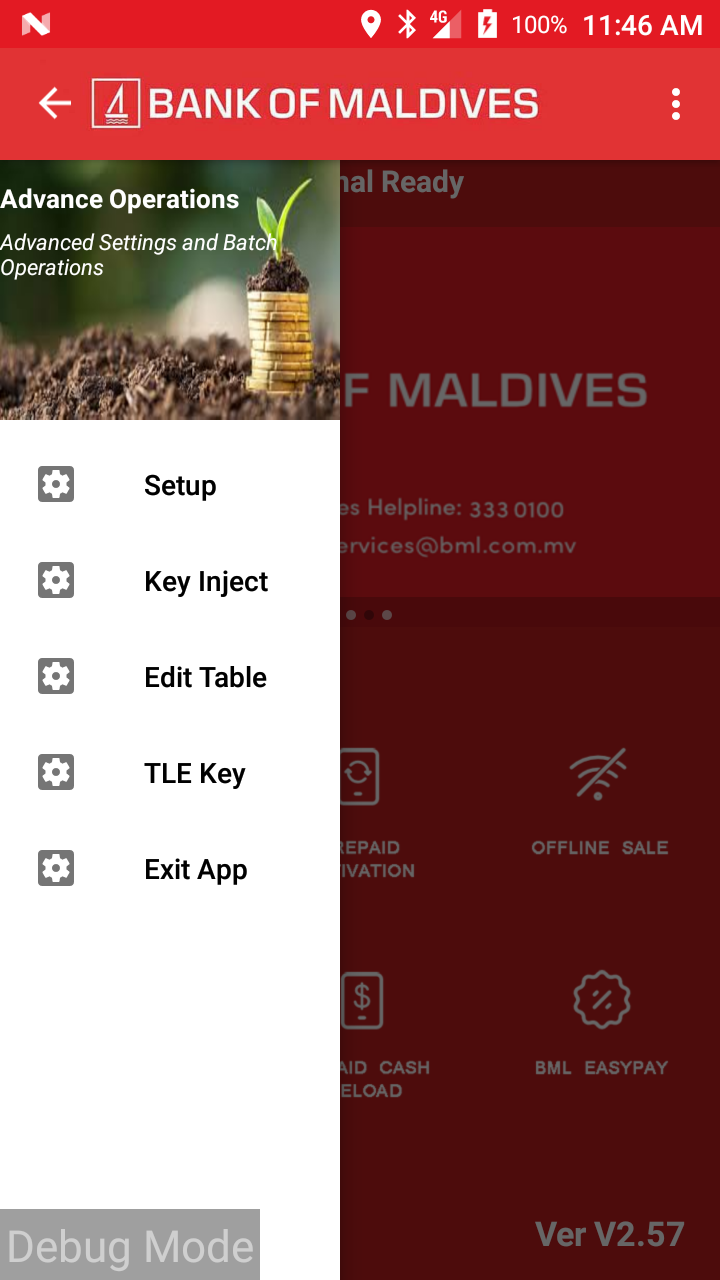 4G 100% 11:46 AM
BANK OF MALDIVES
Advance Operations
Advanced Settings and Batch
Operations
Ready
F MALDIVES
Helpline: 333 0100
ervices@bml.com.mv
Setup
Key Inject
Edit Table
TLE Key
Exit App
REPAID
IVATION
OFFLINE SALE
AID CASH
ELOAD
BML EASYPAY
Ver V2.57
Debug Mode